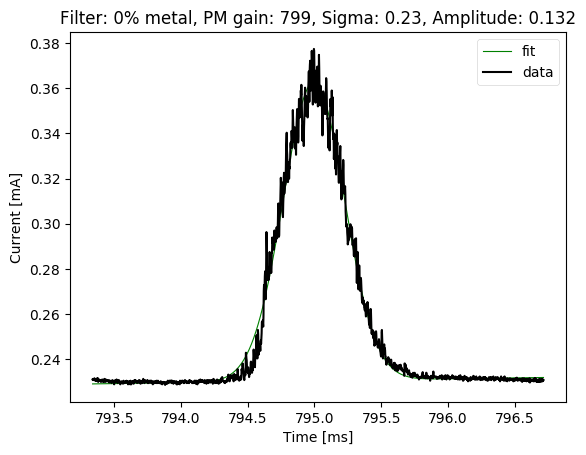 Filter: 0% metal, PM gain: 799, Sigma: 0.23, Amplitude: 0.132
fit
data
Current [mA]
0.38
0.36
0.34
0.32
0.30
0.28
0.26
0.24
793.5 794.0 794.5 795.0 795.5 796.0 796.5
Time [ms]